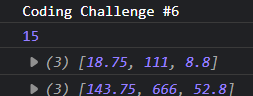 Coding Challenge #6
15
▶ (3) [18.75, 111, 8.8]
▶ (3) [143.75, 666, 52.8]